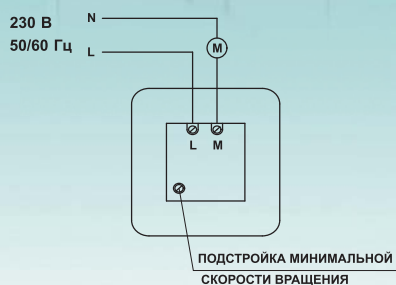 230 В
50/60 Гц
N
L
M
L M
ПОДСТРОЙКА МИНИМАЛЬНОЙ
СКОРОСТИ ВРАЩЕНИЯ